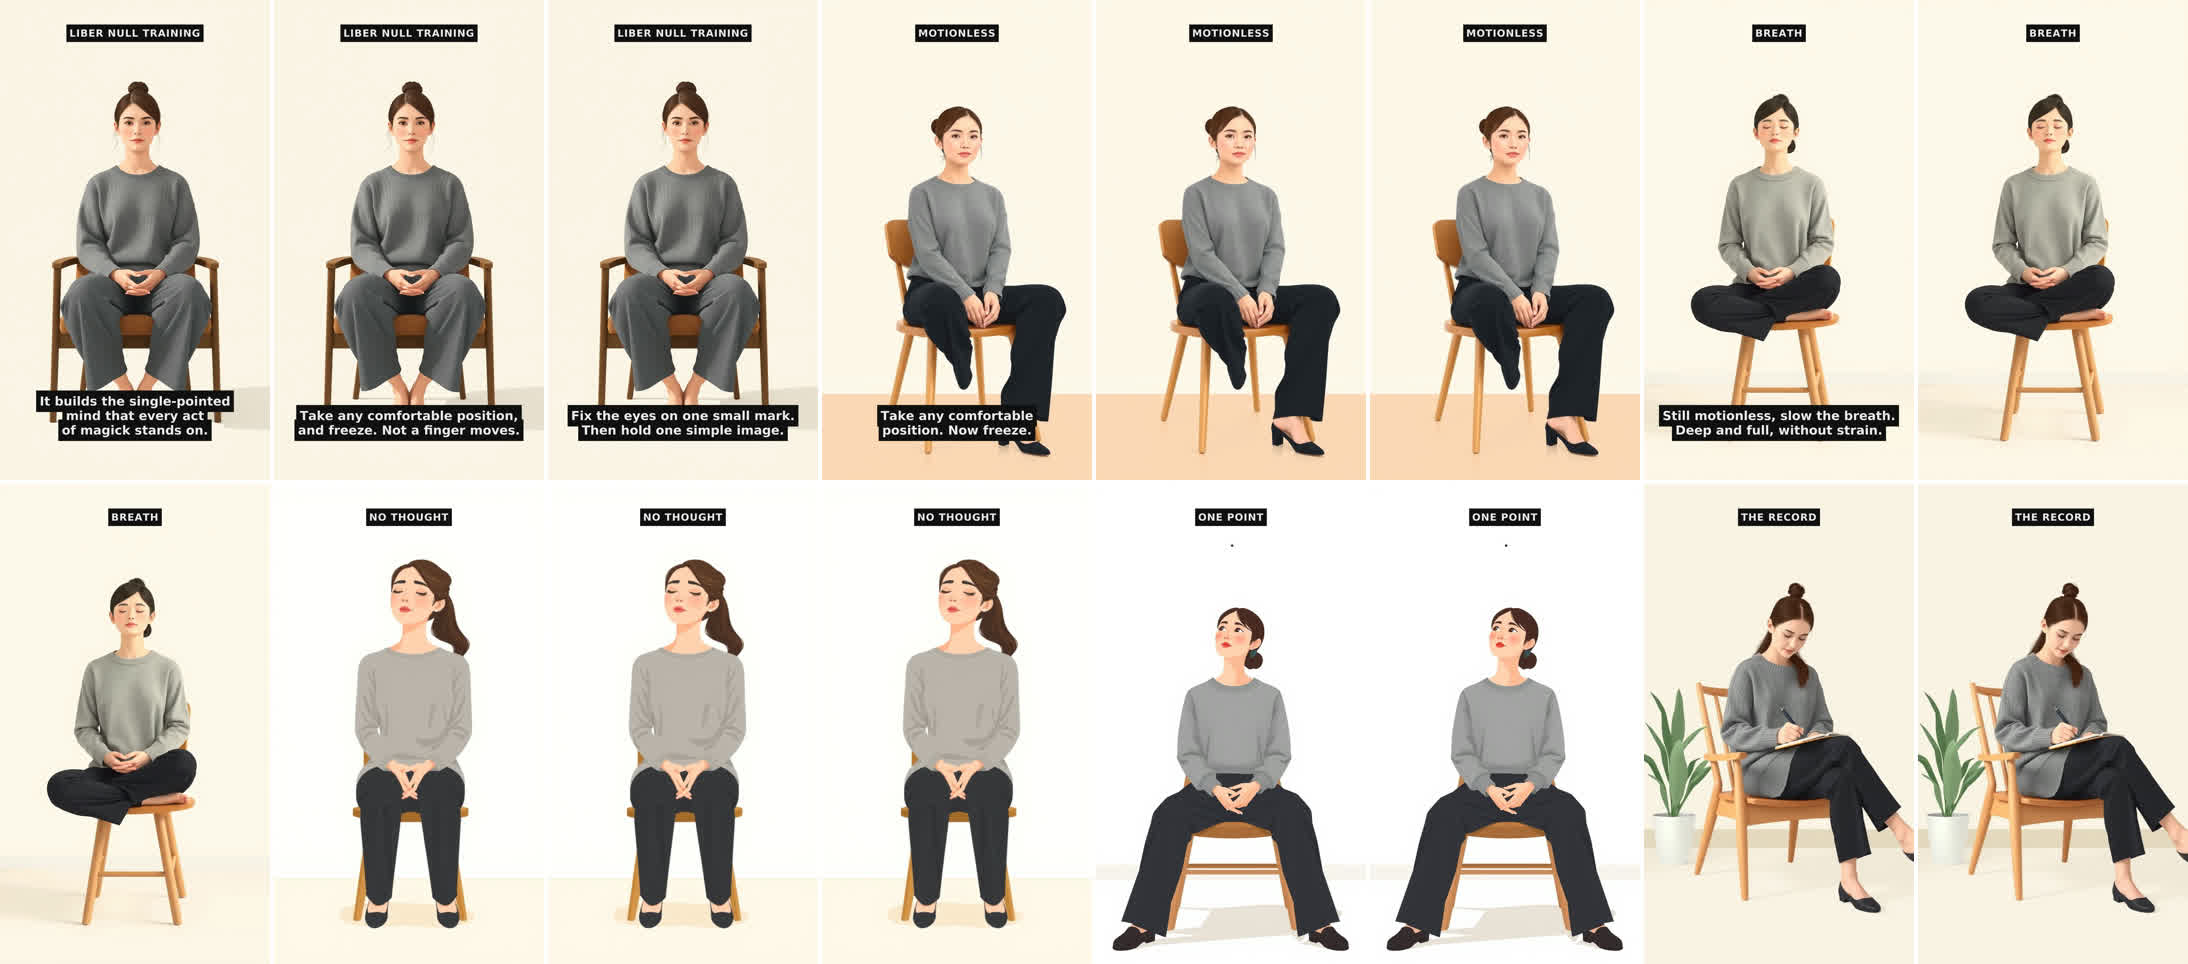 LIBER NULL TRAINING
It builds the single-pointed
mind that every act
of magick stands on.
LIBER NULL TRAINING
Take any comfortable position,
and freeze. Not a finger moves.
LIBER NULL TRAINING
Fix the eyes on one small mark.
Then hold one simple image.
MOTIONLESS
Take any comfortable
position. Now freeze.
MOTIONLESS
MOTIONLESS
BREATH
Still motionless, slow the breath.
Deep and full, without strain.
BREATH
BREATH
NO THOUGHT
NO THOUGHT
NO THOUGHT
ONE POINT
ONE POINT
THE RECORD
THE RECORD